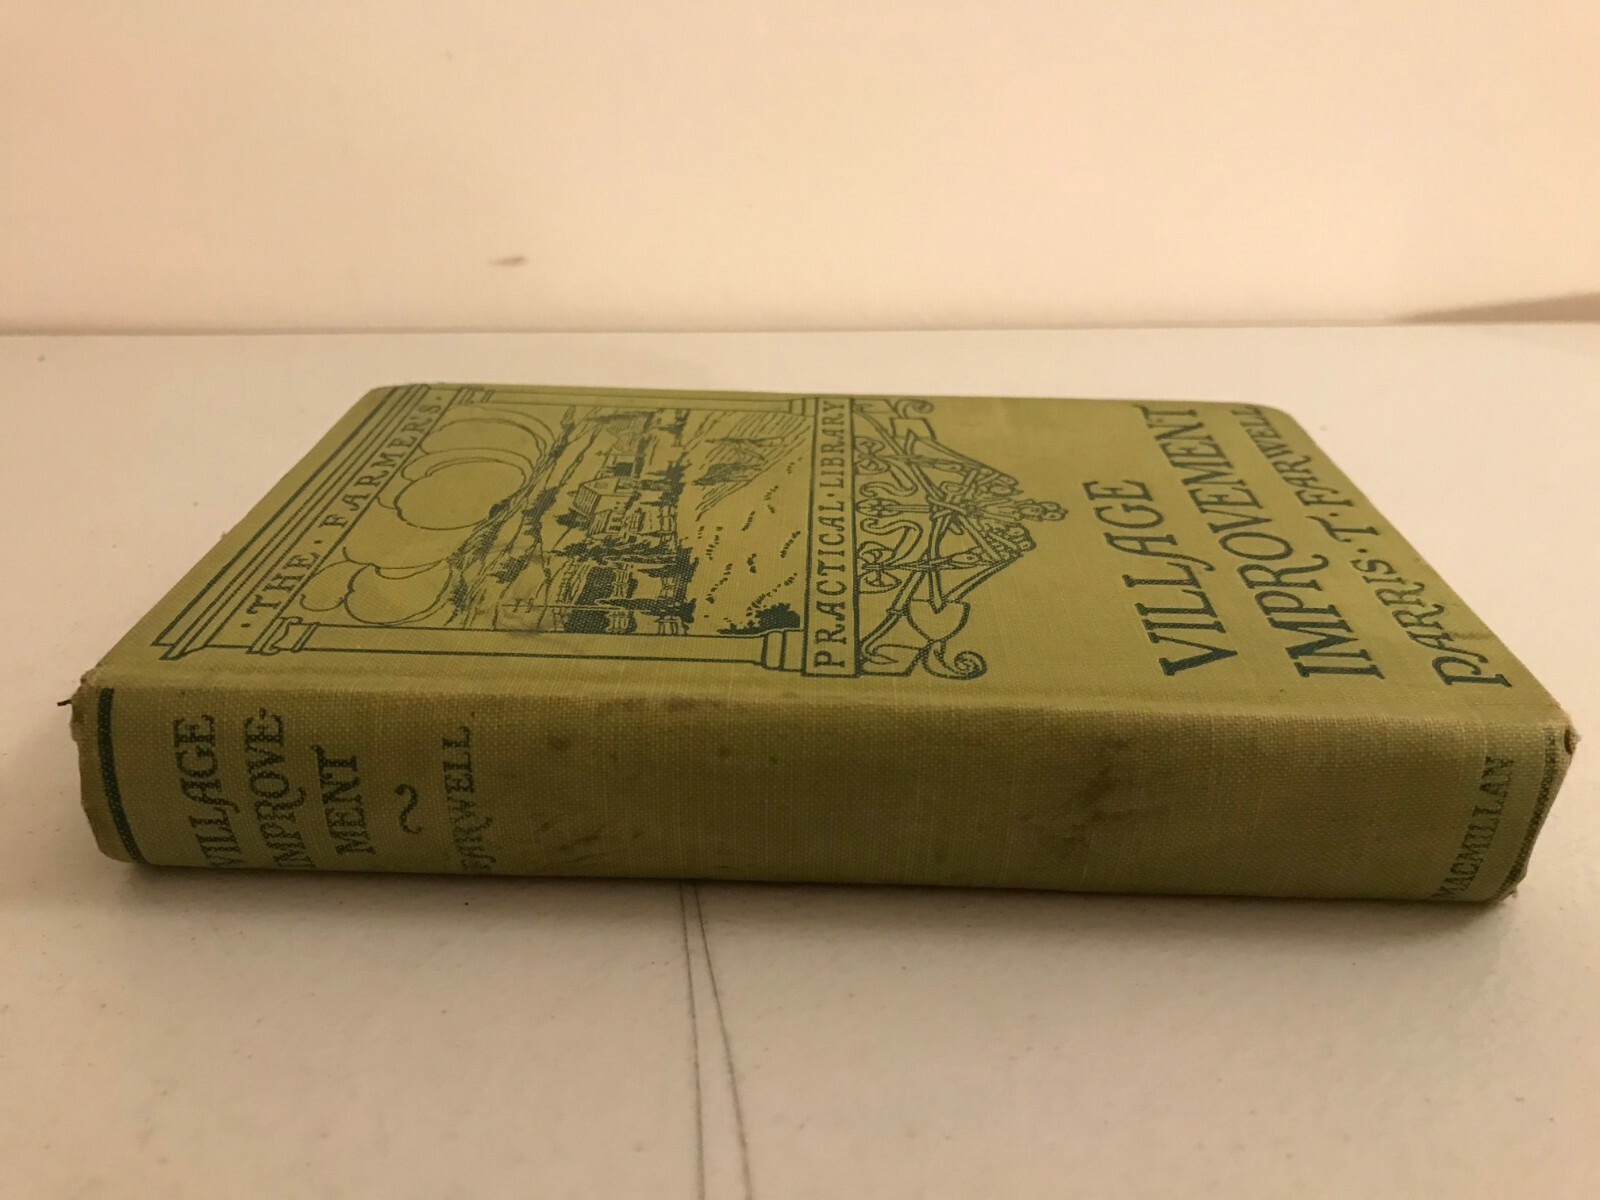 ·THE·FARMER'S·
PRACTICAL·LIBRARY
VILLAGE
IMPROVEMENT
PARRIS·T·FARWELL
VILLAGE
IMPROVE-
MENT
FARWELL
MACMILLAN